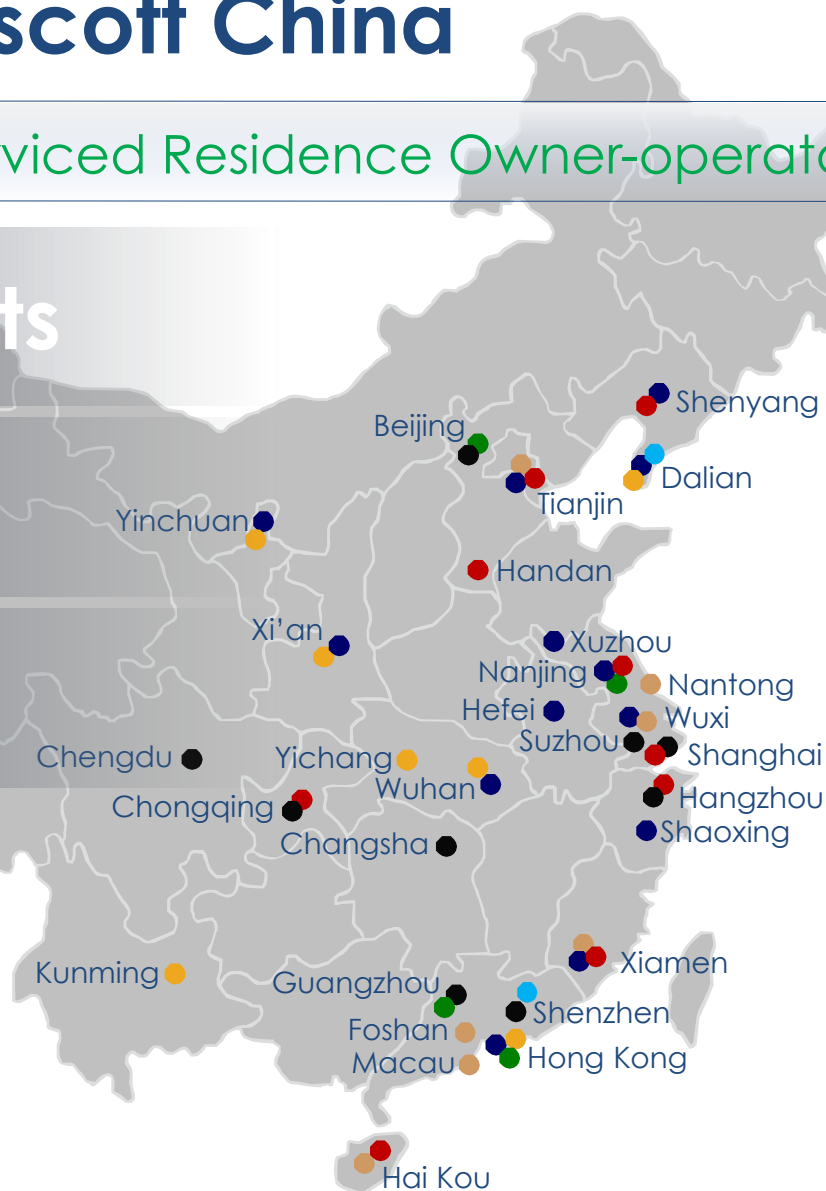 scott China
viced Residence Owner-operato
ts
Shenyang
Beijing
Dalian
Tianjin
Yinchuan
Handan
Xi'an
Xuzhou
Nanjing
Nantong
Hefei
Wuxi
Suzhou
Shanghai
Chengdu
Yichang
Wuhan
Hangzhou
Chongqing
Shaoxing
Changsha
Xiamen
Kunming
Guangzhou
Shenzhen
Foshan
Hong Kong
Macau
Hai Kou